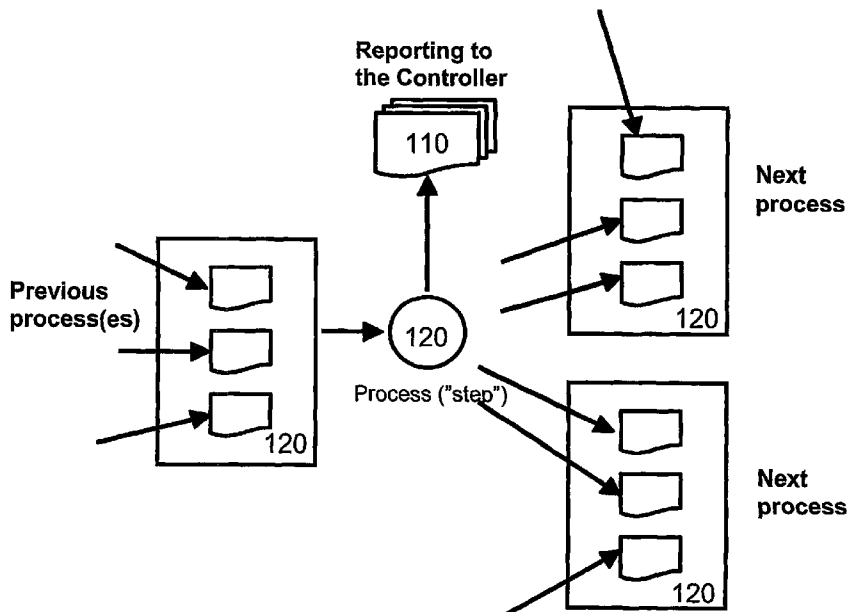 Reporting to
the Controller
110
Next
process
120
Previous
process(es)
120
120
Process ("step")
Next
process
120